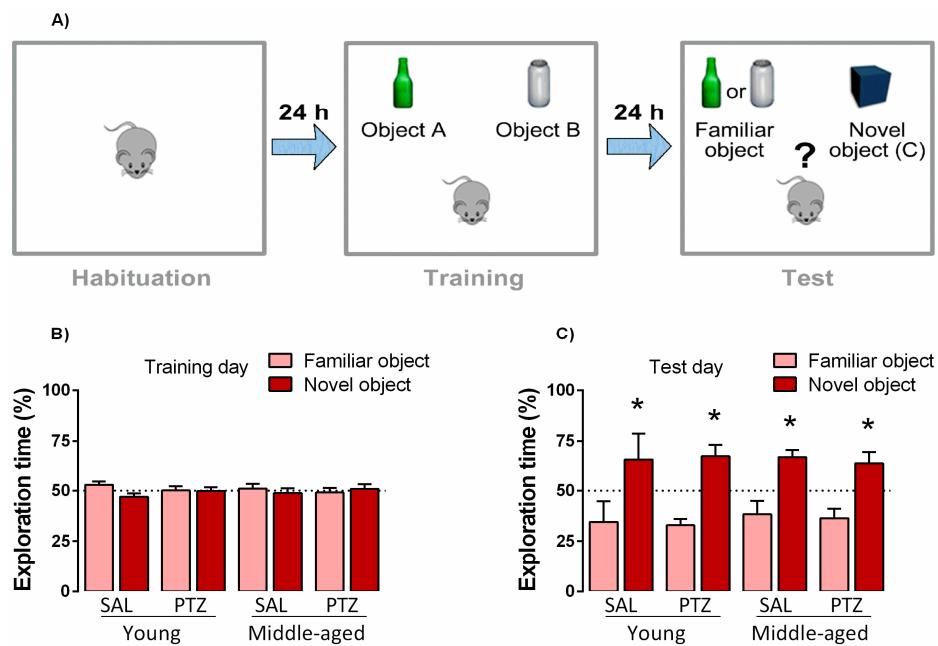 A)
24 h
24 h
Object A
Object B
or
Familiar object
Novel object (C)
?
Habituation
Training
Test
B)
Training day
Familiar object
Novel object
Exploration time (%)
100
75
50
25
0
SAL
PTZ
SAL
PTZ
Young
Middle-aged
C)
Test day
Familiar object
Novel object
Exploration time (%)
100
75
50
25
0
*
*
*
*
SAL
PTZ
SAL
PTZ
Young
Middle-aged